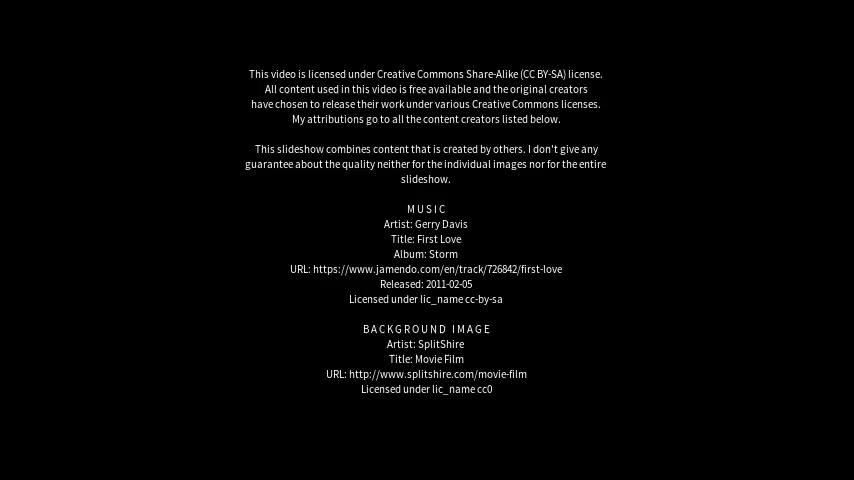 This video is licensed under Creative Commons Share-Alike (CC BY-SA) license.
All content used in this video is free available and the original creators
have chosen to release their work under various Creative Commons licenses.
My attributions go to all the content creators listed below.
This slideshow combines content that is created by others. I don't give any
guarantee about the quality neither for the individual images nor for the entire
slideshow.
MUSIC
Artist: Gerry Davis
Title: First Love
Album: Storm
URL: https://www.jamendo.com/en/track/726842/first-love
Released: 2011-02-05
Licensed under lic_name cc-by-sa
BACKGROUND IMAGE
Artist: SplitShire
Title: Movie Film
URL: http://www.splitshire.com/movie-film
Licensed under lic_name cc0